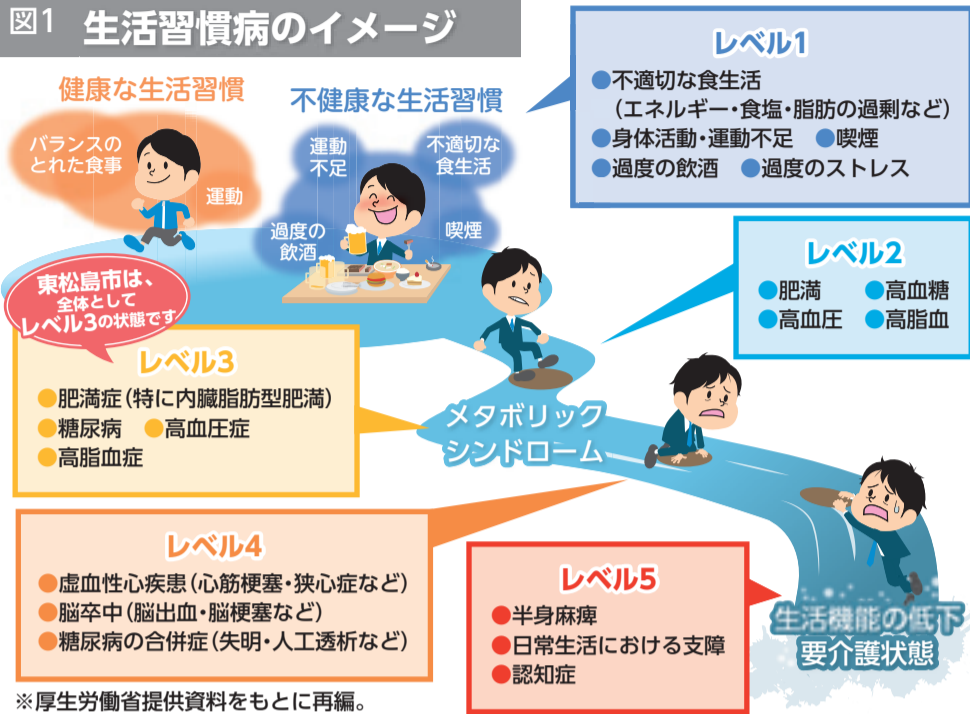 図1 生活習慣病のイメージ
健康な生活習慣
バランスの
とれた食事
運動
不健康な生活習慣
運動
不足
不適切な
食生活
過度の
飲酒
喫煙
レベル1
●不適切な食生活
（エネルギー・食塩・脂肪の過剰など）
●身体活動・運動不足 ●喫煙
●過度の飲酒 ●過度のストレス
レベル2
●肥満 ●高血糖
●高血圧 ●高脂血
東松島市は、
全体として
レベル3の状態です
レベル3
●肥満症（特に内臓脂肪型肥満）
●糖尿病 ●高血圧症
●高脂血症
メタボリック
シンドローム
レベル4
●虚血性心疾患（心筋梗塞・狭心症など）
●脳卒中（脳出血・脳梗塞など）
●糖尿病の合併症（失明・人工透析など）
レベル5
●半身麻痺
●日常生活における支障
●認知症
生活機能の低下
要介護状態
※厚生労働省提供資料をもとに再編。